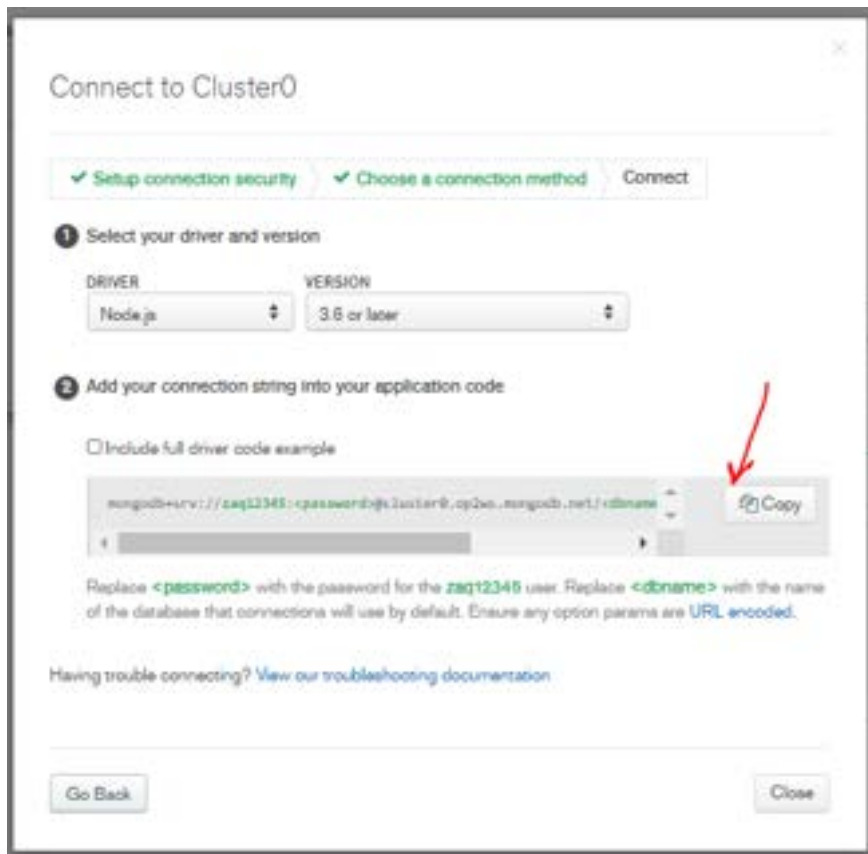 Connect to Cluster0
✔ Setup connection security ✔ Choose a connection method Connect
1 Select your driver and version
DRIVER VERSION
Node.js 3.6 or later
2 Add your connection string into your application code
Include full driver code example
mongodb+srv://zaq12345:<password>@cluster0.op2wo.mongodb.net/<dbname
Copy
Replace <password> with the password for the zaq12345 user. Replace <dbname> with the name
of the database that connections will use by default. Ensure any option params are URL encoded.
Having trouble connecting? View our troubleshooting documentation
Go Back Close